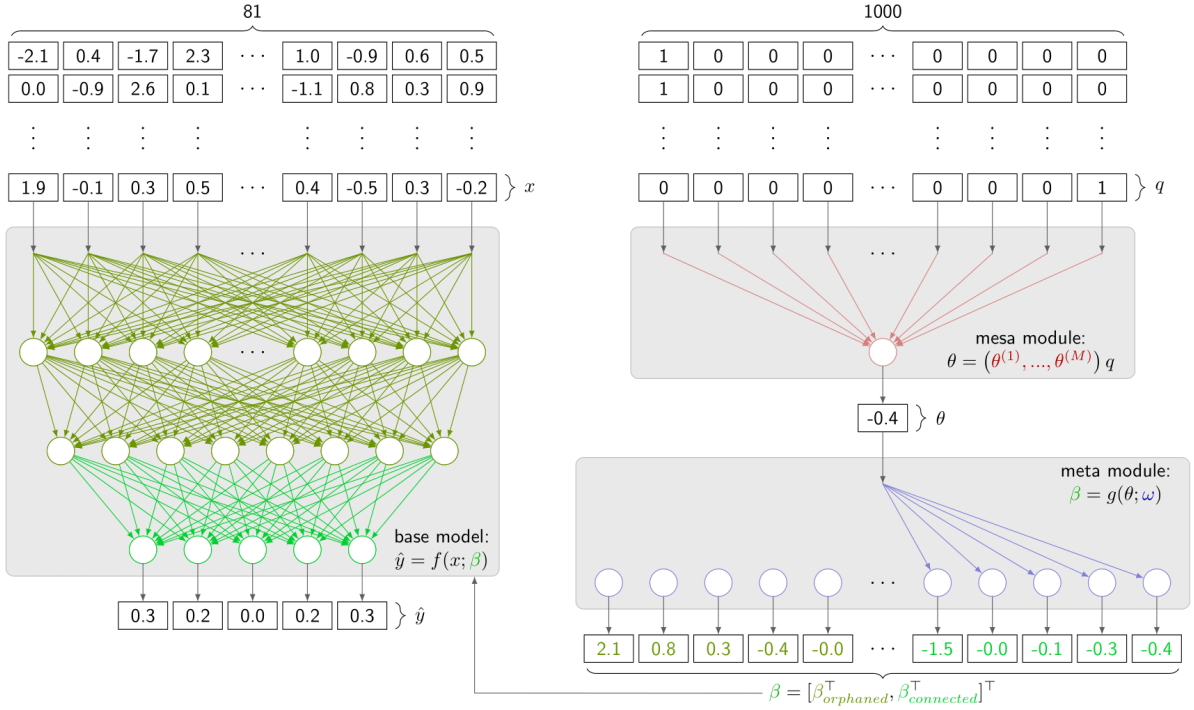 81
-2.1 0.4 -1.7 2.3 ··· 1.0 -0.9 0.6 0.5
0.0 -0.9 2.6 0.1 ··· -1.1 0.8 0.3 0.9
1.9 -0.1 0.3 0.5 ··· 0.4 -0.5 0.3 -0.2 } x
···
···
base model:
ŷ = f(x; β)
0.3 0.2 0.0 0.2 0.3 } ŷ
1000
1 0 0 0 ··· 0 0 0 0
1 0 0 0 ··· 0 0 0 0
0 0 0 0 ··· 0 0 0 1 } q
···
mesa module:
θ = (θ^(1), ..., θ^(M)) q
-0.4 } θ
meta module:
β = g(θ; ω)
···
2.1 0.8 0.3 -0.4 -0.0 ··· -1.5 -0.0 -0.1 -0.3 -0.4
β = [β⊤orphaned, β⊤connected]⊤